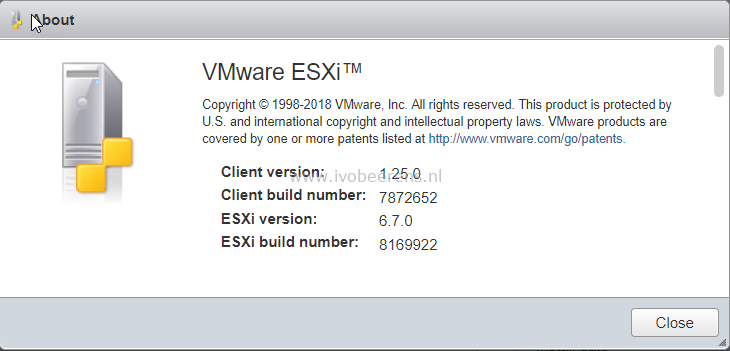 About
VMware ESXi™
Copyright © 1998-2018 VMware, Inc. All rights reserved. This product is protected by
U.S. and international copyright and intellectual property laws. VMware products are
covered by one or more patents listed at http://www.vmware.com/go/patents.
Client version: 1.25.0
www.ivobeerens.nl
Client build number: 7872652
ESXi version: 6.7.0
ESXi build number: 8169922
Close